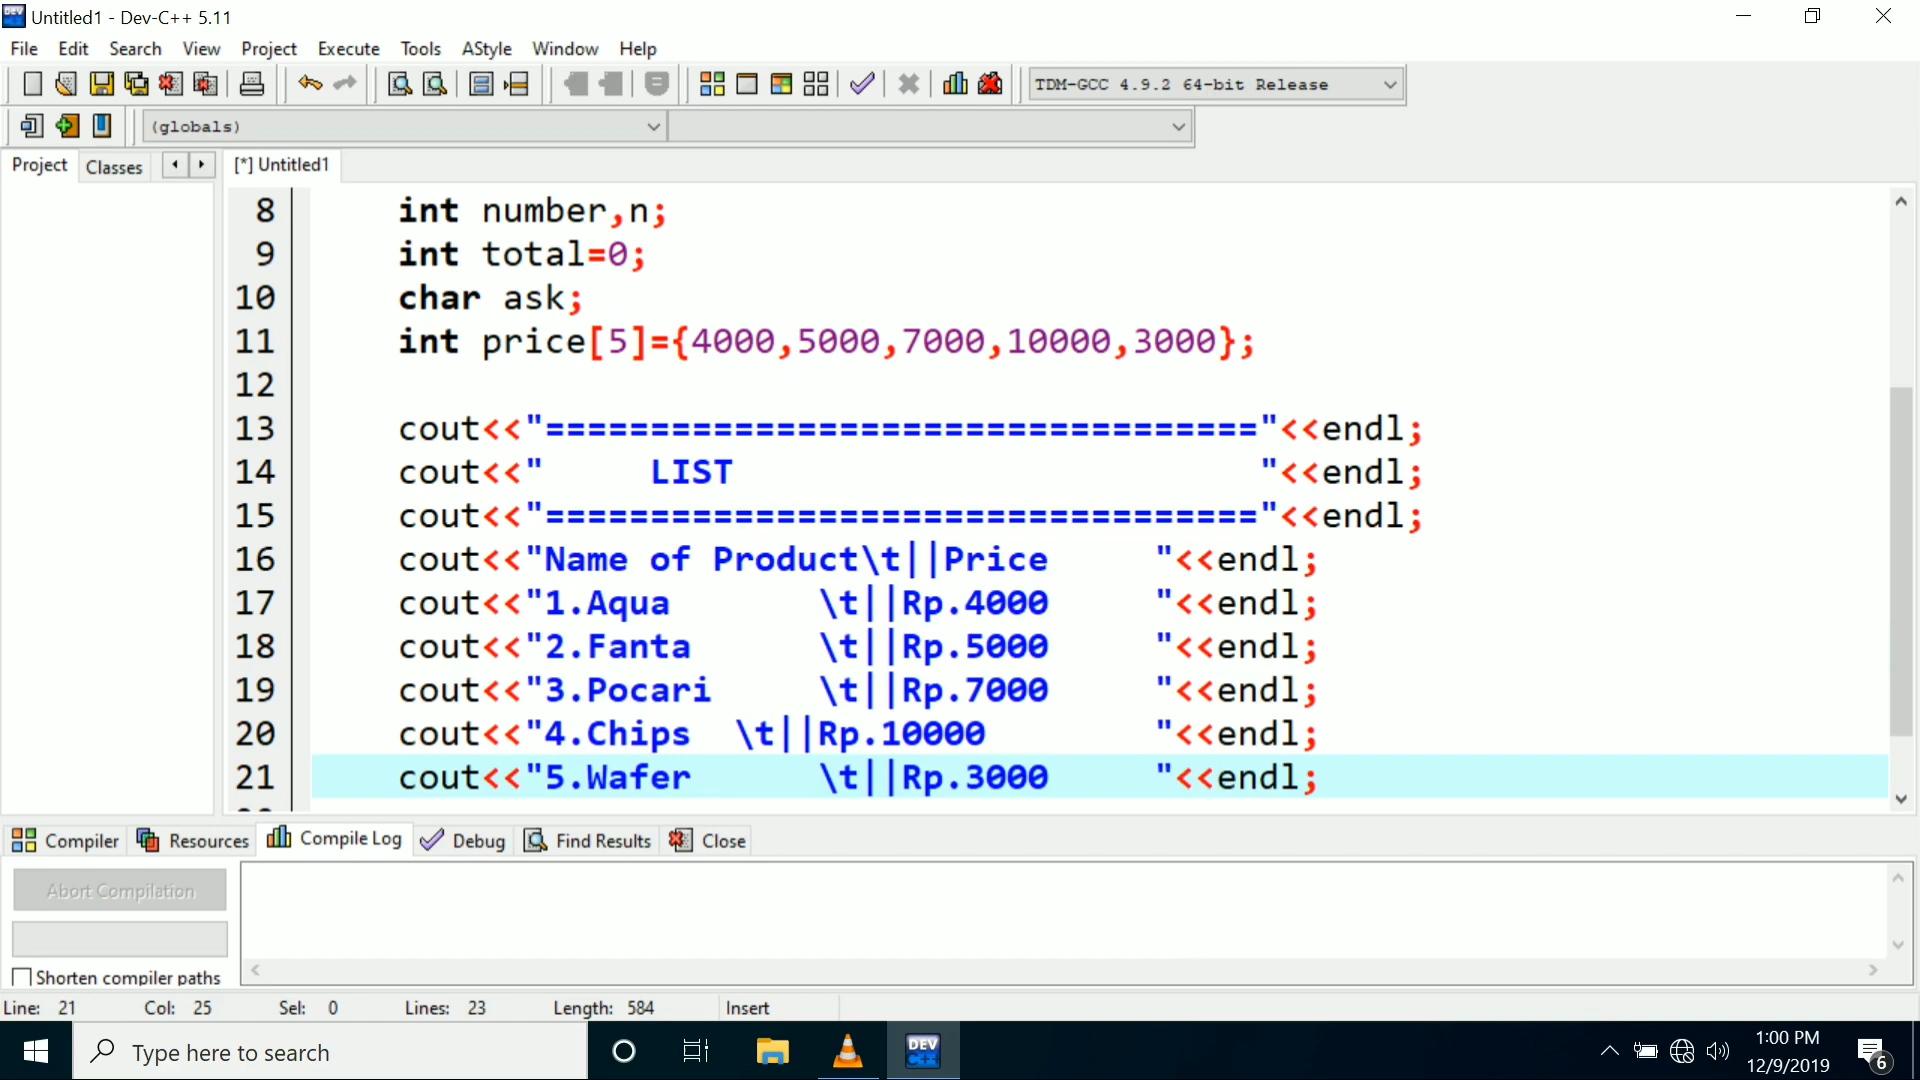 Untitled1 - Dev-C++ 5.11
File Edit Search View Project Execute Tools AStyle Window Help
TDM-GCC 4.9.2 64-bit Release
(globals)
Project Classes [*] Untitled1
8 int number,n;
9 int total=0;
10 char ask;
11 int price[5]={4000,5000,7000,10000,3000};
12
13 cout<<"=================================="<<endl;
14 cout<<"     LIST                         "<<endl;
15 cout<<"=================================="<<endl;
16 cout<<"Name of Product\t||Price     "<<endl;
17 cout<<"1.Aqua       \t||Rp.4000     "<<endl;
18 cout<<"2.Fanta      \t||Rp.5000     "<<endl;
19 cout<<"3.Pocari     \t||Rp.7000     "<<endl;
20 cout<<"4.Chips  \t||Rp.10000        "<<endl;
21 cout<<"5.Wafer      \t||Rp.3000     "<<endl;
Compiler Resources Compile Log Debug Find Results Close
Abort Compilation
Shorten compiler paths
Line: 21 Col: 25 Sel: 0 Lines: 23 Length: 584 Insert
Type here to search
DEV C++
1:00 PM
12/9/2019
6